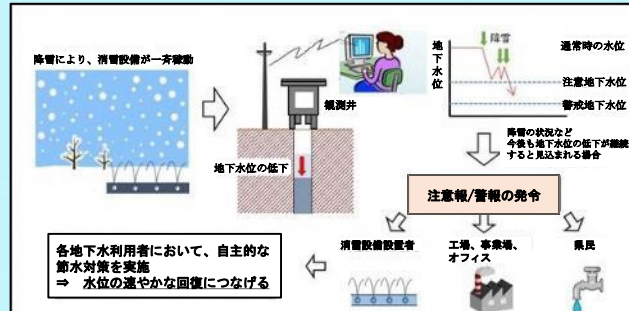 降雪により、消雪設備が一斉稼動
観測井
地下水位の低下
地下水位
降雪
通常時の水位
注意地下水位
警戒地下水位
降雪の状況など
今後も地下水位の低下が継続
すると見込まれる場合
注意報/警報の発令
消雪設備設置者
工場、事業場、
オフィス
県民
各地下水利用者において、自主的な
節水対策を実施
⇒ 水位の速やかな回復につなげる